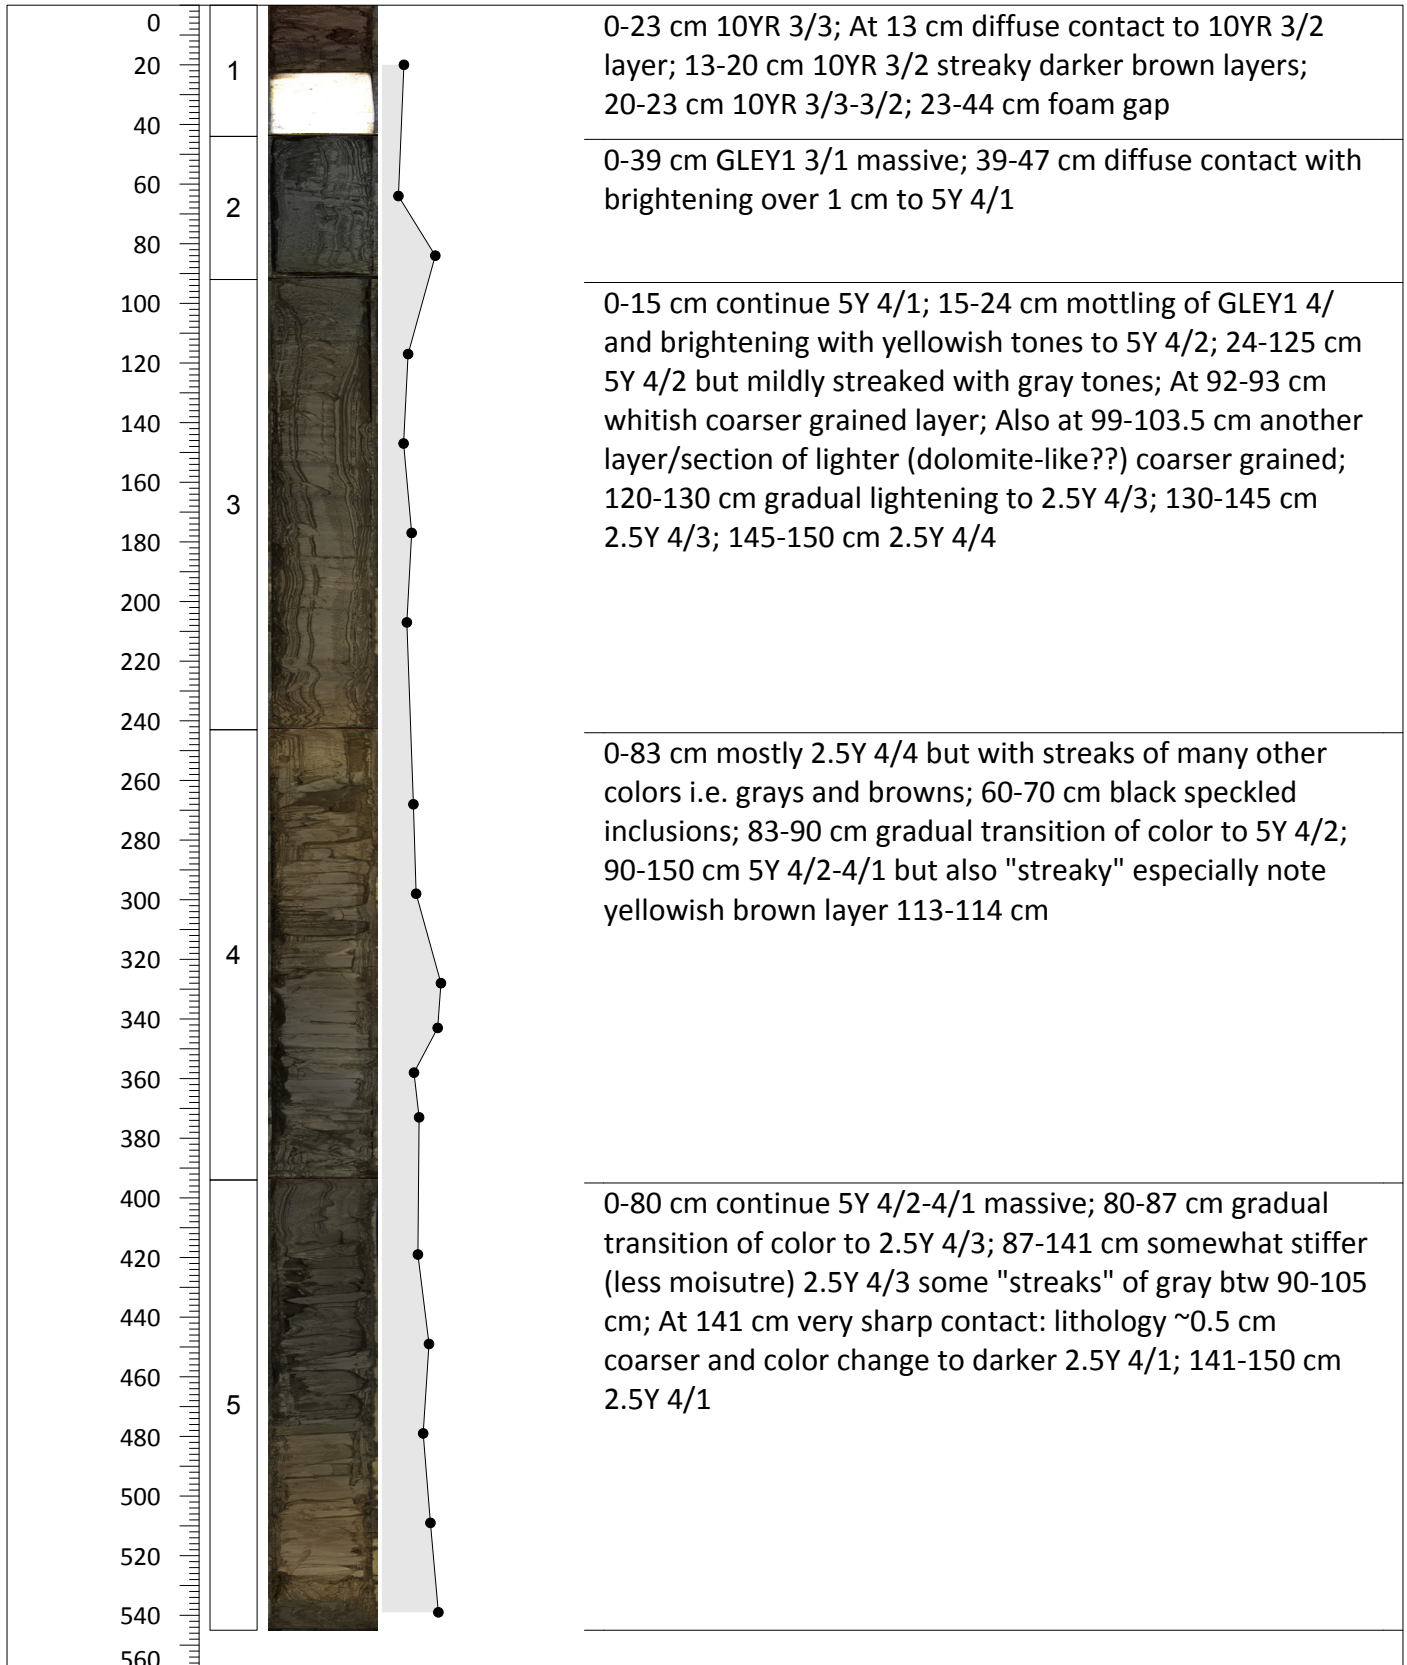 0
20
40
60
80
100
120
140
160
180
200
220
240
260
280
300
320
340
360
380
400
420
440
460
480
500
520
540
560
1
2
3
4
5
0-23 cm 10YR 3/3; At 13 cm diffuse contact to 10YR 3/2
layer; 13-20 cm 10YR 3/2 streaky darker brown layers;
20-23 cm 10YR 3/3-3/2; 23-44 cm foam gap
0-39 cm GLEY1 3/1 massive; 39-47 cm diffuse contact with
brightening over 1 cm to 5Y 4/1
0-15 cm continue 5Y 4/1; 15-24 cm mottling of GLEY1 4/
and brightening with yellowish tones to 5Y 4/2; 24-125 cm
5Y 4/2 but mildly streaked with gray tones; At 92-93 cm
whitish coarser grained layer; Also at 99-103.5 cm another
layer/section of lighter (dolomite-like??) coarser grained;
120-130 cm gradual lightening to 2.5Y 4/3; 130-145 cm
2.5Y 4/3; 145-150 cm 2.5Y 4/4
0-83 cm mostly 2.5Y 4/4 but with streaks of many other
colors i.e. grays and browns; 60-70 cm black speckled
inclusions; 83-90 cm gradual transition of color to 5Y 4/2;
90-150 cm 5Y 4/2-4/1 but also "streaky" especially note
yellowish brown layer 113-114 cm
0-80 cm continue 5Y 4/2-4/1 massive; 80-87 cm gradual
transition of color to 2.5Y 4/3; 87-141 cm somewhat stiffer
(less moisutre) 2.5Y 4/3 some "streaks" of gray btw 90-105
cm; At 141 cm very sharp contact: lithology ~0.5 cm
coarser and color change to darker 2.5Y 4/1; 141-150 cm
2.5Y 4/1